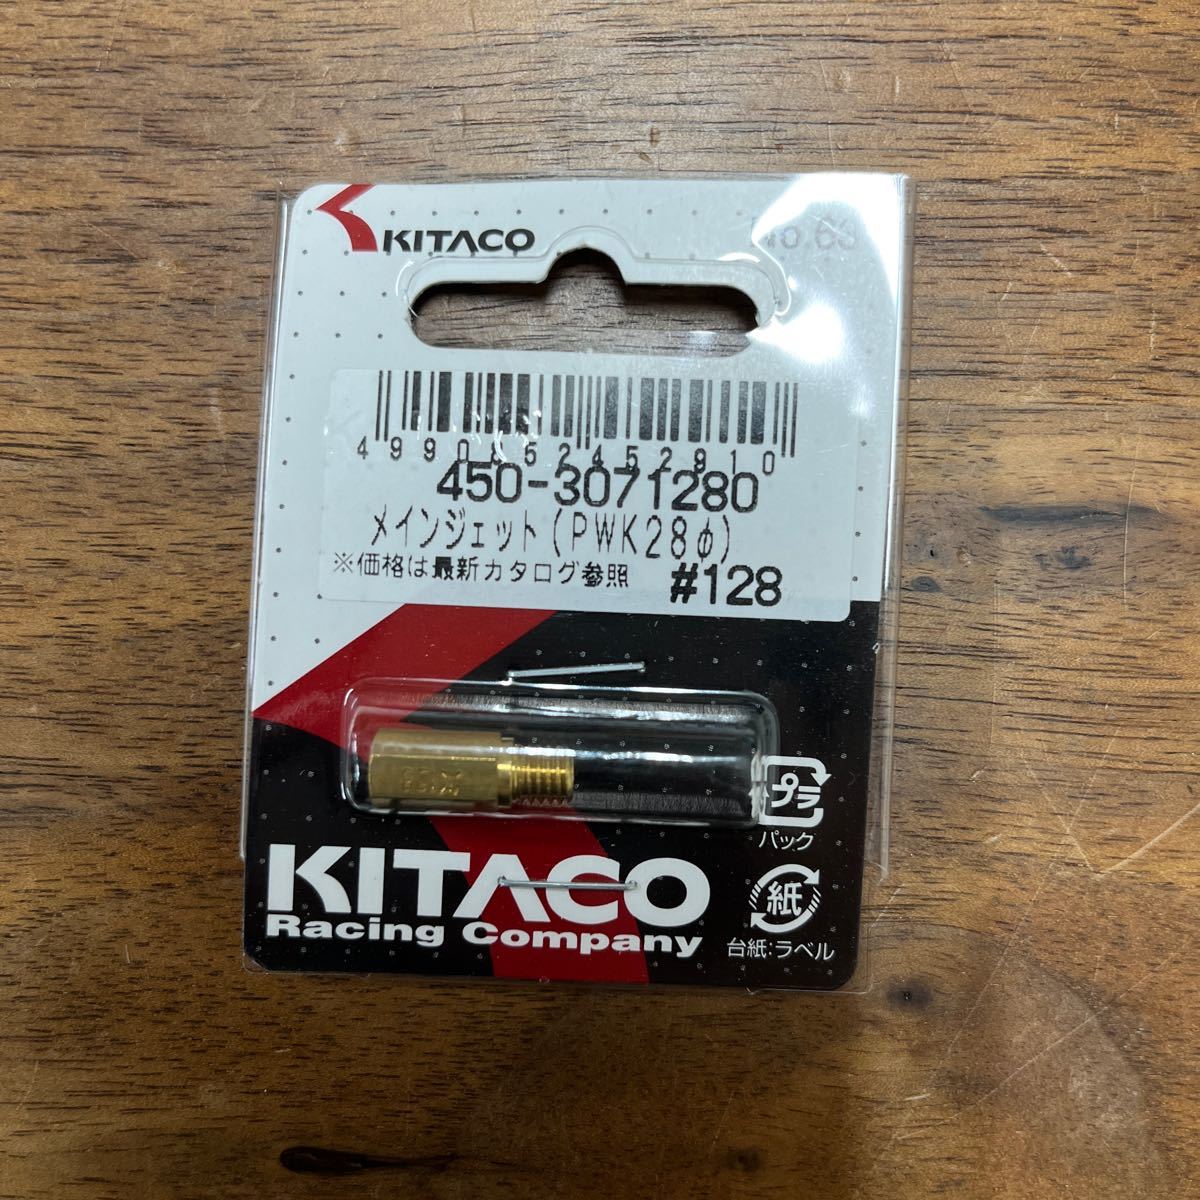 KITACO
No.63
4990852452910
450-3071280
メインジェット(PWK28φ)
※価格は最新カタログ参照 #128
プラ
パック
KITACO
Racing Company
紙
台紙:ラベル